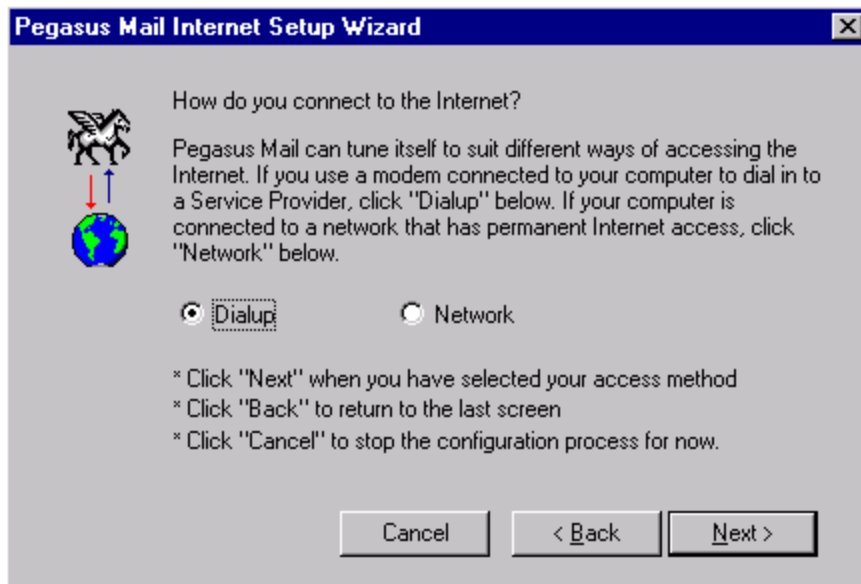 Pegasus Mail Internet Setup Wizard
How do you connect to the Internet?
Pegasus Mail can tune itself to suit different ways of accessing the
Internet. If you use a modem connected to your computer to dial in to
a Service Provider, click "Dialup" below. If your computer is
connected to a network that has permanent Internet access, click
"Network" below.
Dialup Network
* Click "Next" when you have selected your access method
* Click "Back" to return to the last screen
* Click "Cancel" to stop the configuration process for now.
Cancel < Back Next >